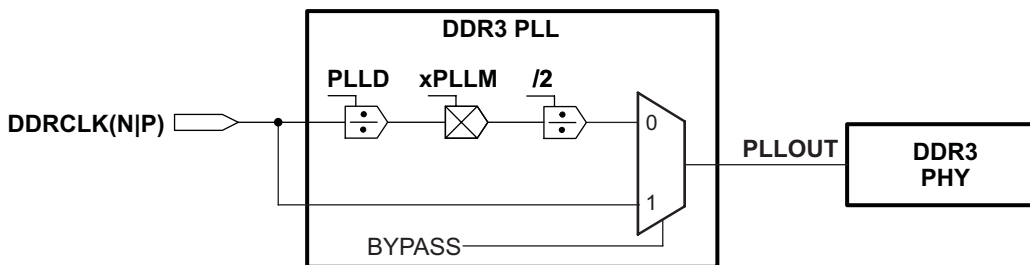 DDR3 PLL
PLLD
xPLLM
/2
DDRCLK(N|P)
0
PLLOUT
DDR3
PHY
1
BYPASS